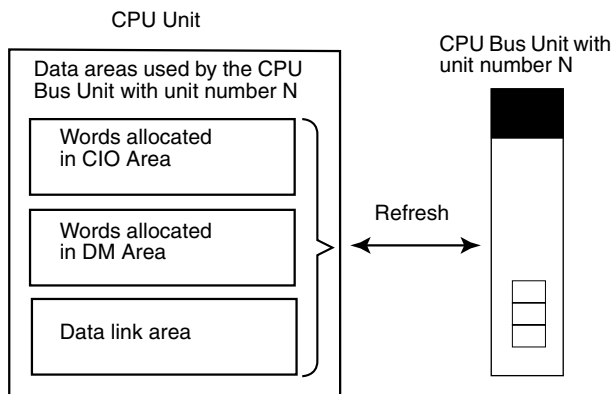 CPU Unit
Data areas used by the CPU
Bus Unit with unit number N
Words allocated
in CIO Area
Words allocated
in DM Area
Data link area
Refresh
CPU Bus Unit with
unit number N